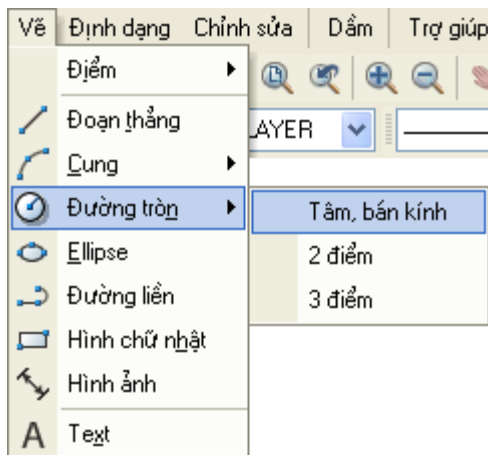 Vẽ Định dạng Chỉnh sửa Dầm Trợ giúp
Điểm
Đoạn thẳng
LAYER
Cung
Đường tròn
Tâm, bán kính
Ellipse
2 điểm
Đường liền
3 điểm
Hình chữ nhật
Hình ảnh
Text